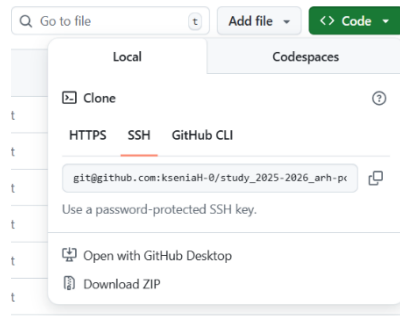 Go to file t Add file Code
Local Codespaces
Clone
HTTPS SSH GitHub CLI
git@github.com:kseniaH-0/study_2025-2026_arh-pc
Use a password-protected SSH key.
Open with GitHub Desktop
Download ZIP
t
t
t
t
t
t